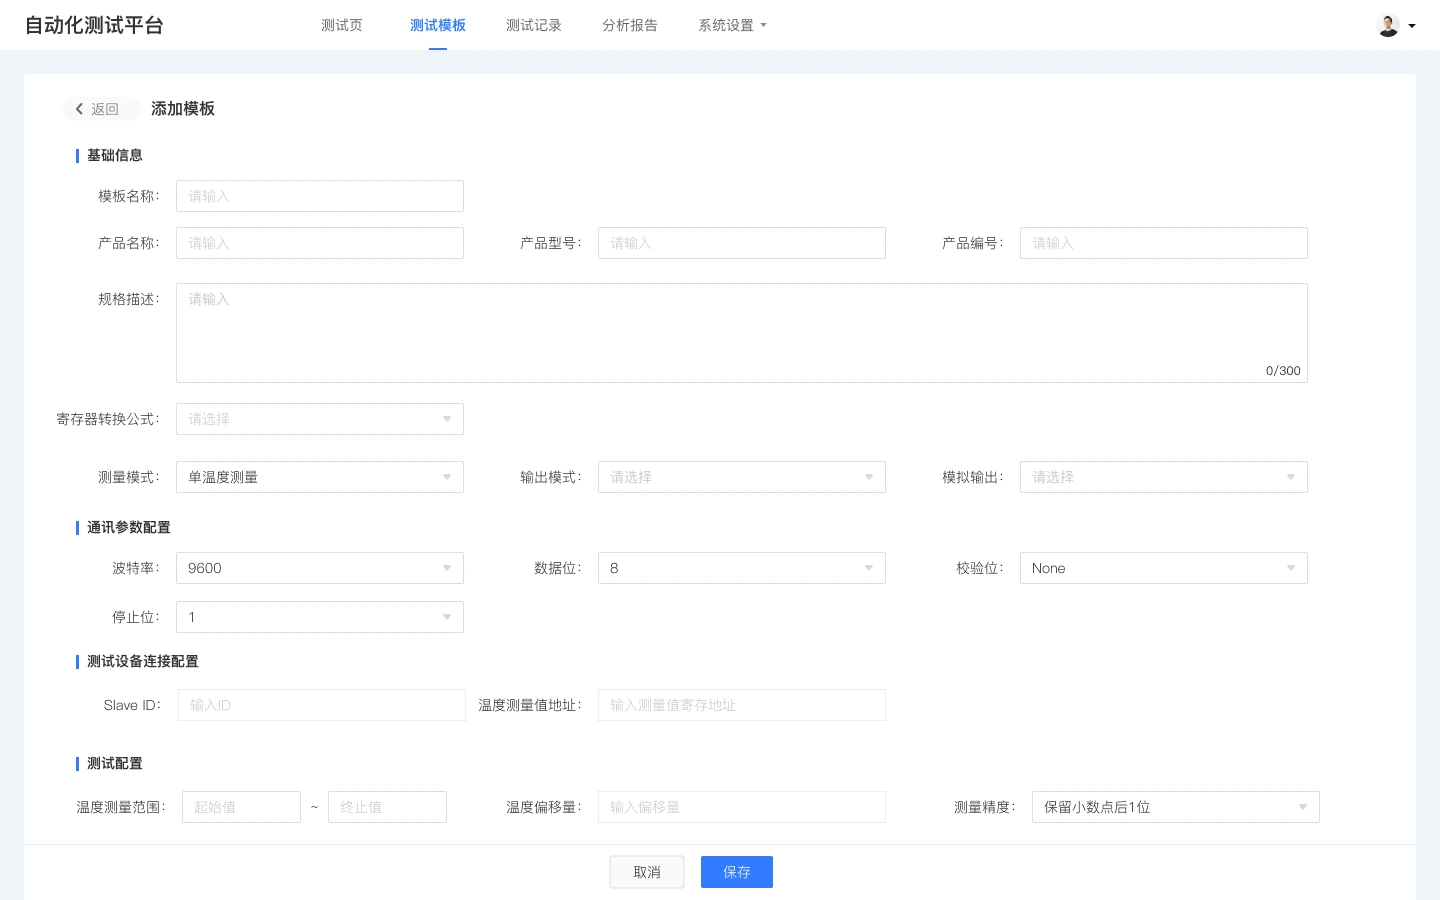 自动化测试平台 测试页 测试模板 测试记录 分析报告 系统设置
返回 添加模板
基础信息
模板名称： 请输入
产品名称： 请输入 产品型号： 请输入 产品编号： 请输入
规格描述： 请输入
0/300
寄存器转换公式： 请选择
测量模式： 单温度测量 输出模式： 请选择 模拟输出： 请选择
通讯参数配置
波特率： 9600 数据位： 8 校验位： None
停止位： 1
测试设备连接配置
Slave ID： 输入ID 温度测量值地址： 输入测量值寄存地址
测试配置
温度测量范围： 起始值 ~ 终止值 温度偏移量： 输入偏移量 测量精度： 保留小数点后1位
取消 保存